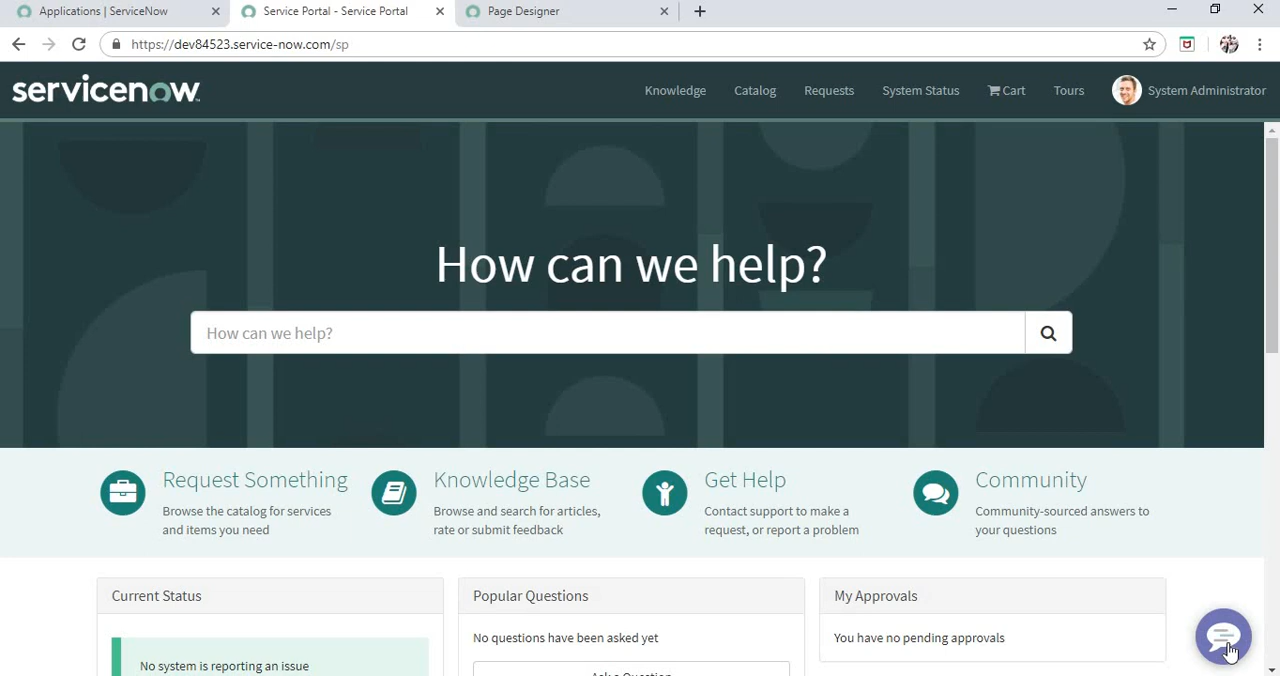 Applications | ServiceNow
Service Portal - Service Portal
Page Designer
https://dev84523.service-now.com/sp
servicenow
Knowledge
Catalog
Requests
System Status
Cart
Tours
System Administrator
How can we help?
How can we help?
Request Something
Browse the catalog for services
and items you need
Knowledge Base
Browse and search for articles,
rate or submit feedback
Get Help
Contact support to make a
request, or report a problem
Community
Community-sourced answers to
your questions
Current Status
No system is reporting an issue
Popular Questions
No questions have been asked yet
Ask a Question
My Approvals
You have no pending approvals